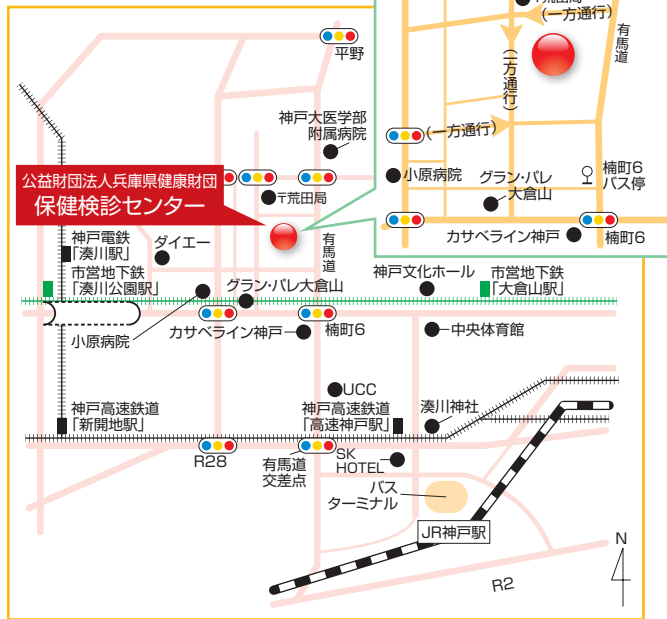 〒荒田局
(一方通行)
有馬道
(一方通行)
(一方通行)
小原病院
グラン・パレ
大倉山
楠町6
バス停
カサベライン神戸
楠町6
平野
神戸大医学部
附属病院
公益財団法人兵庫県健康財団
保健検診センター
〒荒田局
神戸電鉄
「湊川駅」
ダイエー
有馬道
市営地下鉄
「湊川公園駅」
グラン・パレ大倉山
神戸文化ホール
市営地下鉄
「大倉山駅」
小原病院
カサベライン神戸
楠町6
中央体育館
UCC
神戸高速鉄道
「新開地駅」
神戸高速鉄道
「高速神戸駅」
湊川神社
R28
有馬道
交差点
SK
HOTEL
バス
ターミナル
JR神戸駅
R2
N